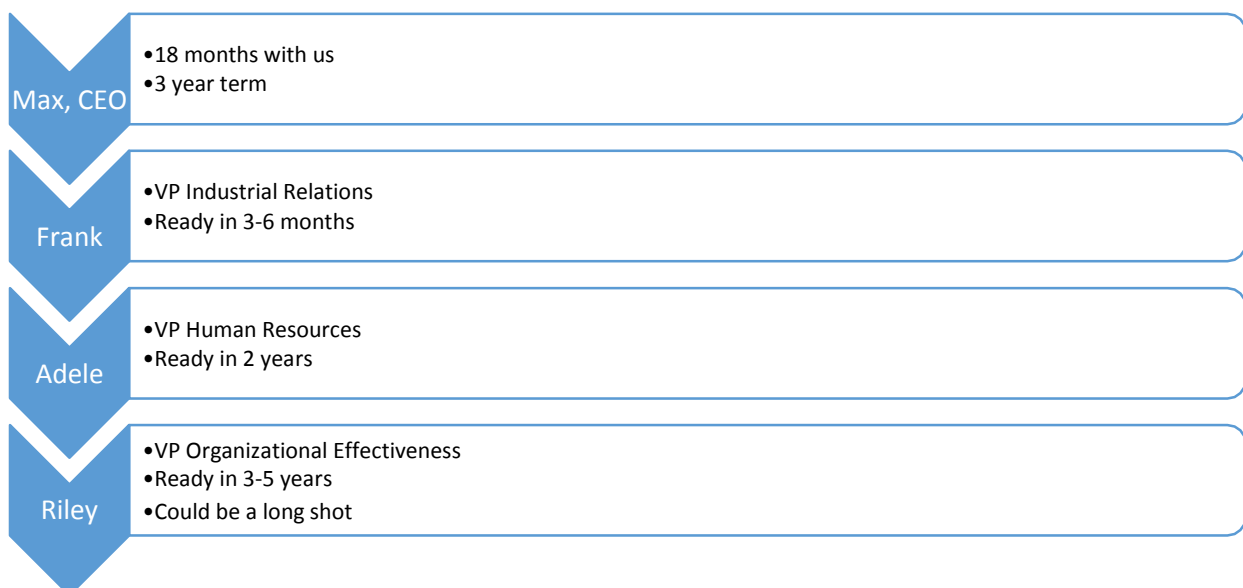 Max, CEO
•18 months with us
•3 year term
Frank
•VP Industrial Relations
•Ready in 3-6 months
Adele
•VP Human Resources
•Ready in 2 years
Riley
•VP Organizational Effectiveness
•Ready in 3-5 years
•Could be a long shot